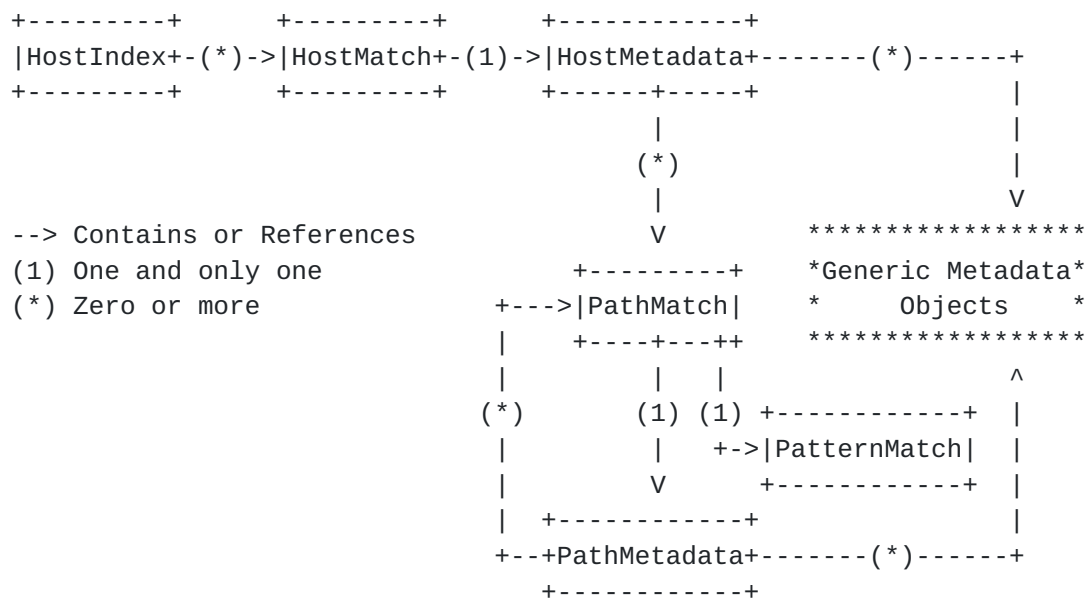 +---------+      +---------+      +------------+
|HostIndex+-(*)->|HostMatch+-(1)->|HostMetadata+-------(*)------+
+---------+      +---------+      +------+-----+                |
                                         |                      |
                                        (*)                     |
                                         |                      V
--> Contains or References               V         ******************
(1) One and only one                +---------+    *Generic Metadata*
(*) Zero or more               +--->|PathMatch|    *     Objects    *
                               |    +----+---++    ******************
                               |         |   |                  ^
                              (*)       (1) (1) +------------+  |
                               |         |   +->|PatternMatch|  |
                               |         V      +------------+  |
                               |  +------------+                |
                               +--+PathMetadata+-------(*)------+
                                  +------------+